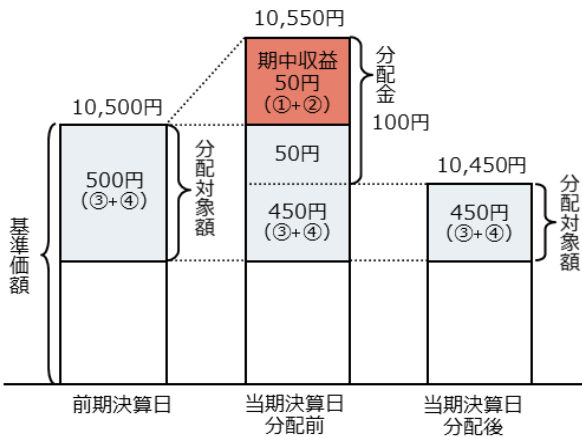 10,550円
期中収益
50円
(①+②)
分配金
100円
10,500円
500円
(③+④)
分配対象額
50円
450円
(③+④)
10,450円
450円
(③+④)
分配対象額
基準価額
前期決算日
当期決算日
分配前
当期決算日
分配後